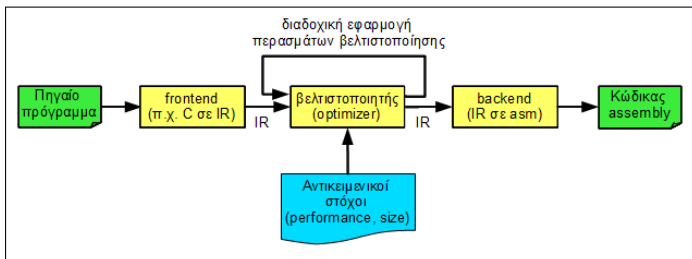 διαδοχική εφαρμογή
περασμάτων βελτιστοποίησης
Πηγαίο
πρόγραμμα
frontend
(π.χ. C σε IR)
IR
βελτιστοποιητής
(optimizer)
IR
backend
(IR σε asm)
Κώδικας
assembly
Αντικειμενικοί
στόχοι
(performance, size)